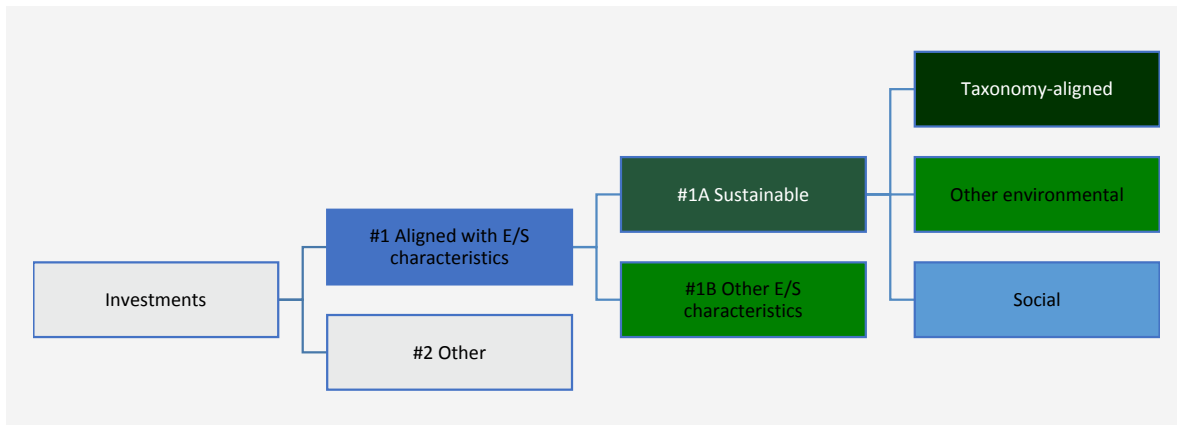 Investments
#1 Aligned with E/S
characteristics
#2 Other
#1A Sustainable
#1B Other E/S
characteristics
Taxonomy-aligned
Other environmental
Social